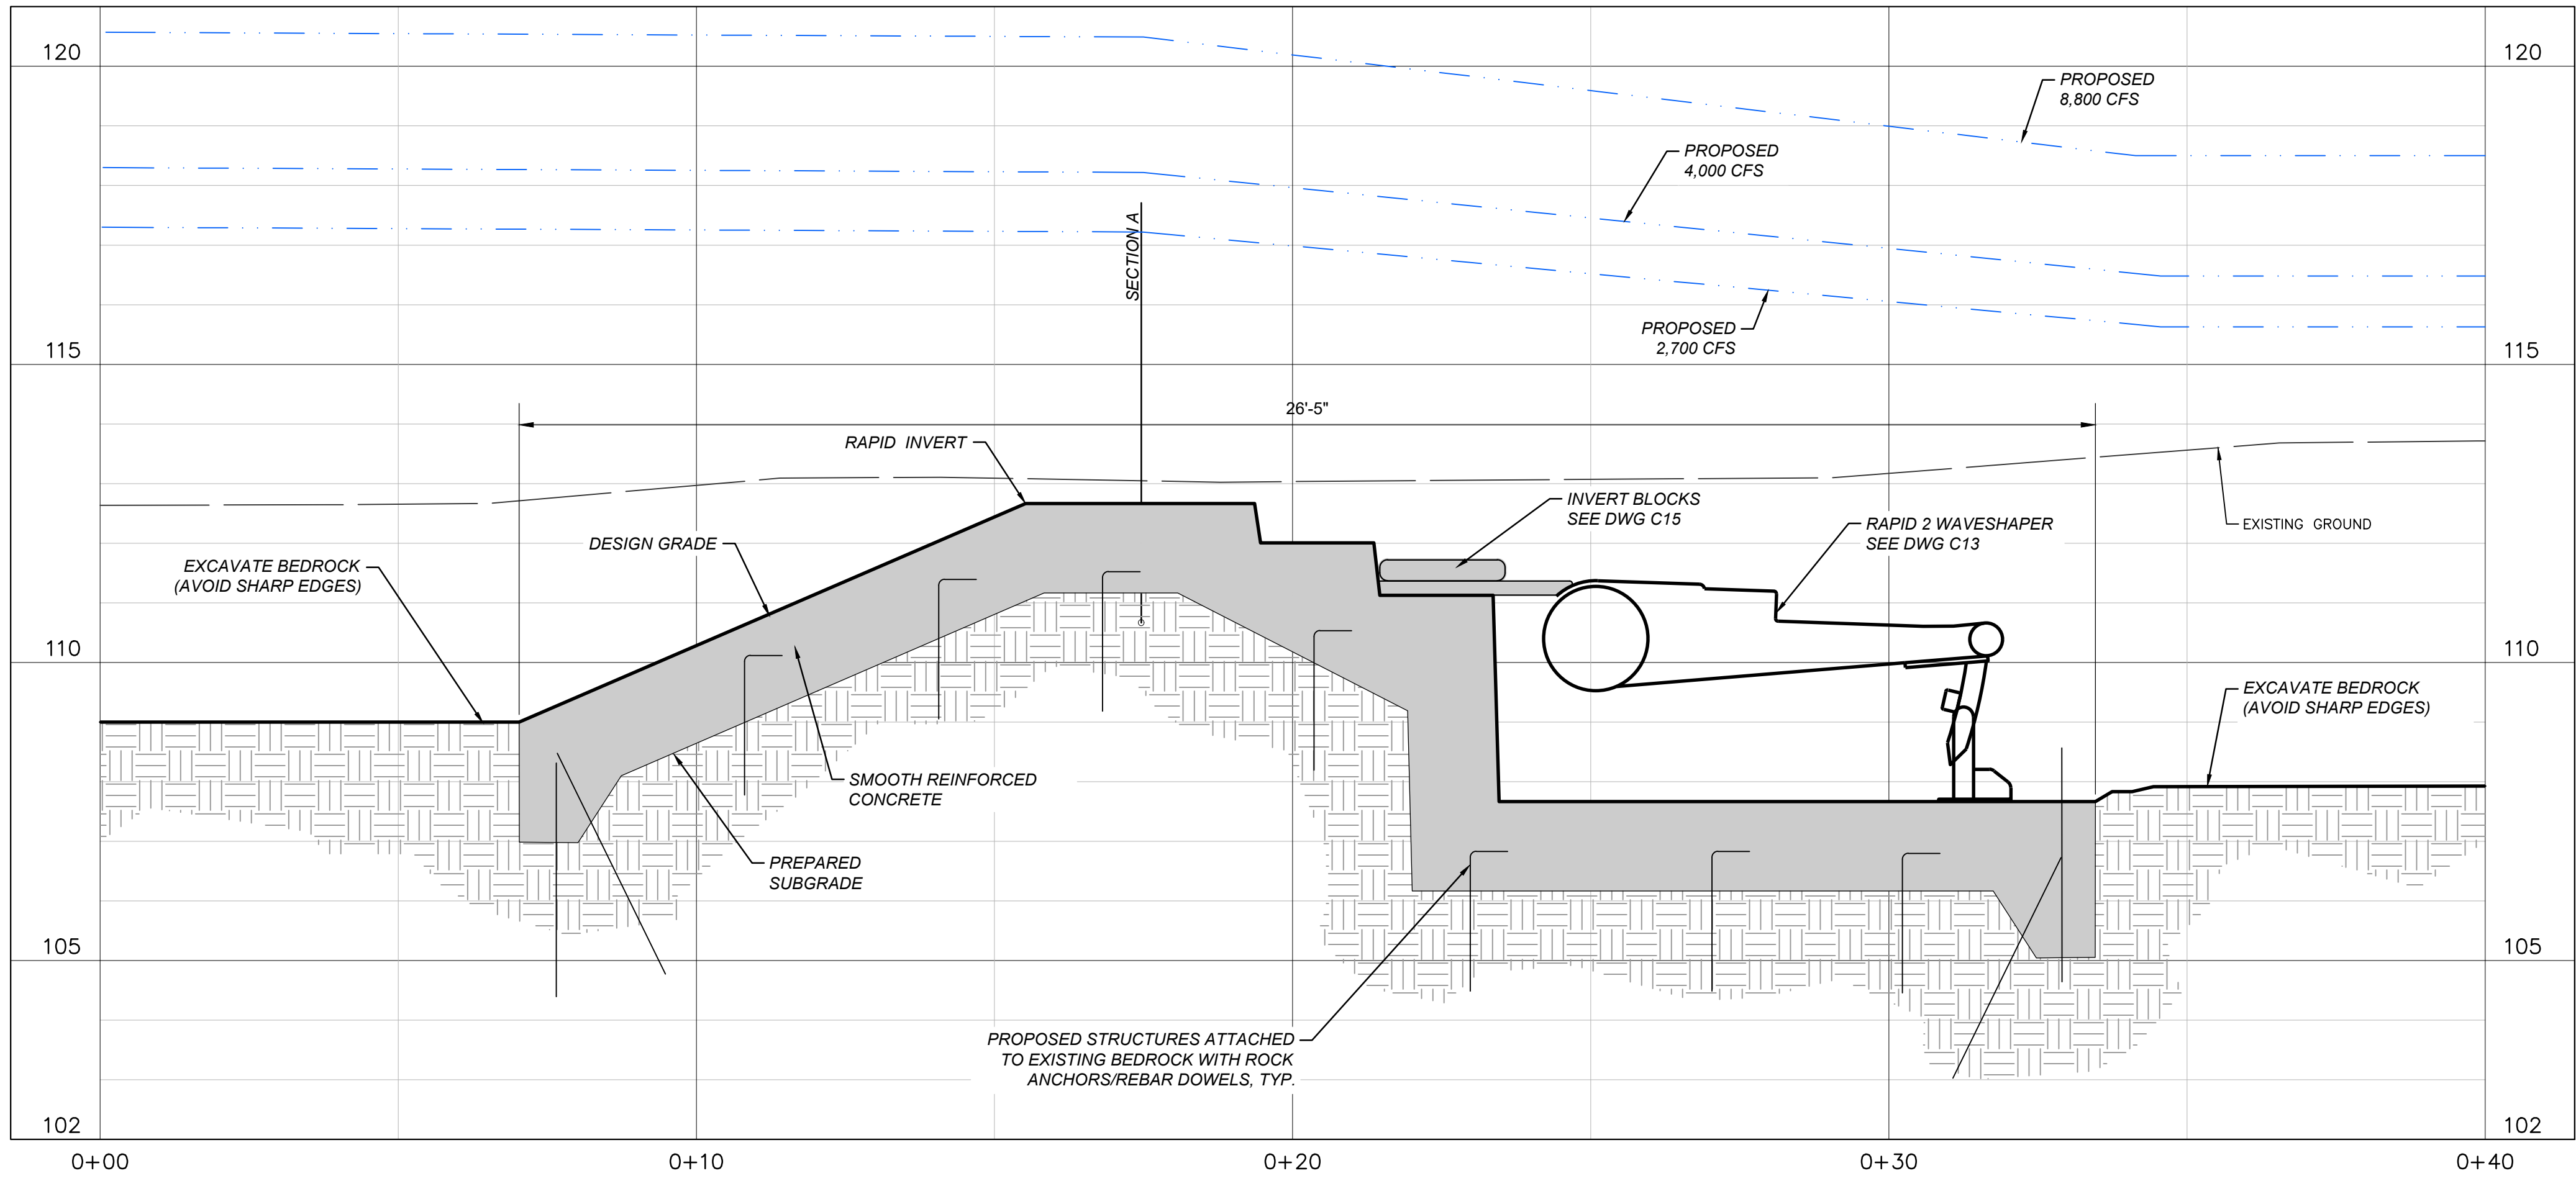 120
120
PROPOSED
8,800 CFS
PROPOSED
4,000 CFS
SECTION A
PROPOSED
2,700 CFS
115
115
26'-5"
RAPID INVERT
INVERT BLOCKS
SEE DWG C15
RAPID 2 WAVESHAPER
SEE DWG C13
EXISTING GROUND
DESIGN GRADE
EXCAVATE BEDROCK
(AVOID SHARP EDGES)
110
110
EXCAVATE BEDROCK
(AVOID SHARP EDGES)
SMOOTH REINFORCED
CONCRETE
PREPARED
SUBGRADE
105
105
PROPOSED STRUCTURES ATTACHED
TO EXISTING BEDROCK WITH ROCK
ANCHORS/REBAR DOWELS, TYP.
102
102
0+00
0+10
0+20
0+30
0+40